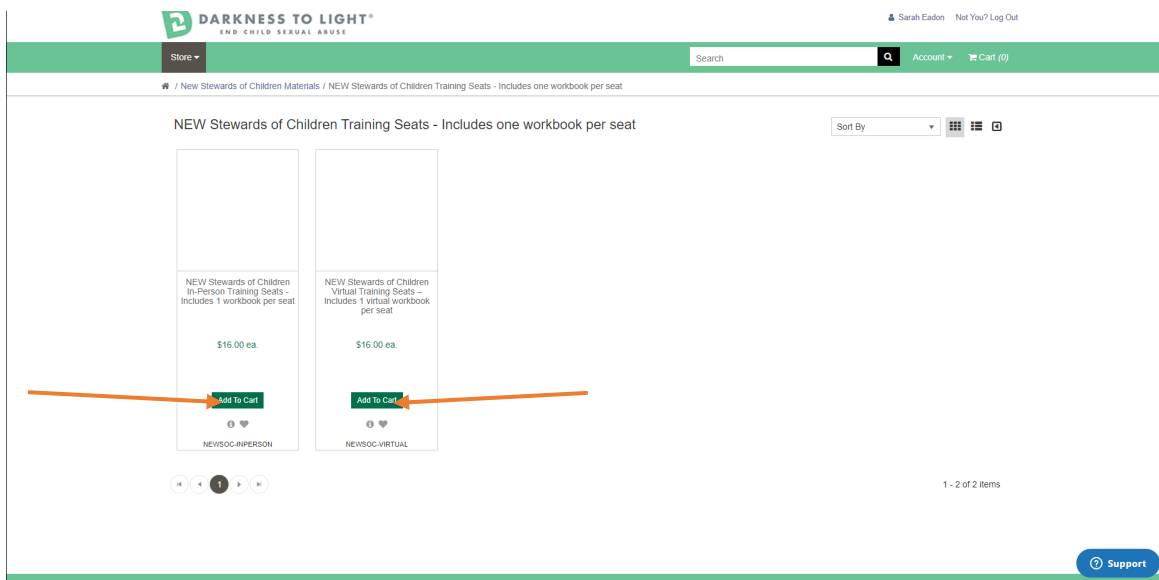 DARKNESS TO LIGHT®
END CHILD SEXUAL ABUSE
Sarah Eadon Not You? Log Out
Store
Search
Account
Cart (0)
/ New Stewards of Children Materials / NEW Stewards of Children Training Seats - Includes one workbook per seat
NEW Stewards of Children Training Seats - Includes one workbook per seat
Sort By
NEW Stewards of Children
In-Person Training Seats -
Includes 1 workbook per seat
$16.00 ea.
Add To Cart
NEWSOC-INPERSON
NEW Stewards of Children
Virtual Training Seats –
Includes 1 virtual workbook
per seat
$16.00 ea.
Add To Cart
NEWSOC-VIRTUAL
1
1 - 2 of 2 items
Support